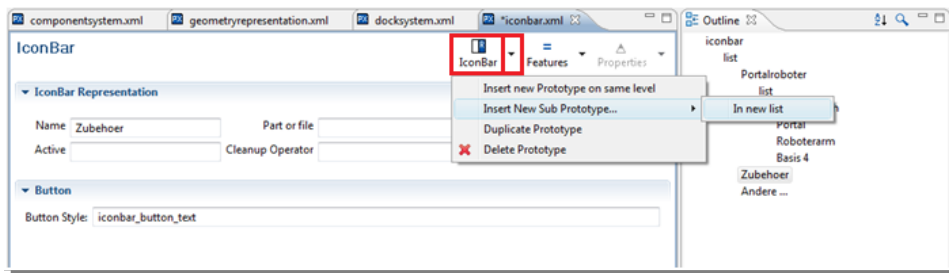 componentsystem.xml geometryrepresentation.xml docksystem.xml *iconbar.xml Outline
IconBar
IconBar Features Properties
IconBar Representation
Name Zubehoer Part or file
Active Cleanup Operator
Button
Button Style: iconbar_button_text
Insert new Prototype on same level
Insert New Sub Prototype...
Duplicate Prototype
Delete Prototype
In new list
iconbar
list
Portalroboter
list
Portal
Roboterarm
Basis 4
Zubehoer
Andere ...